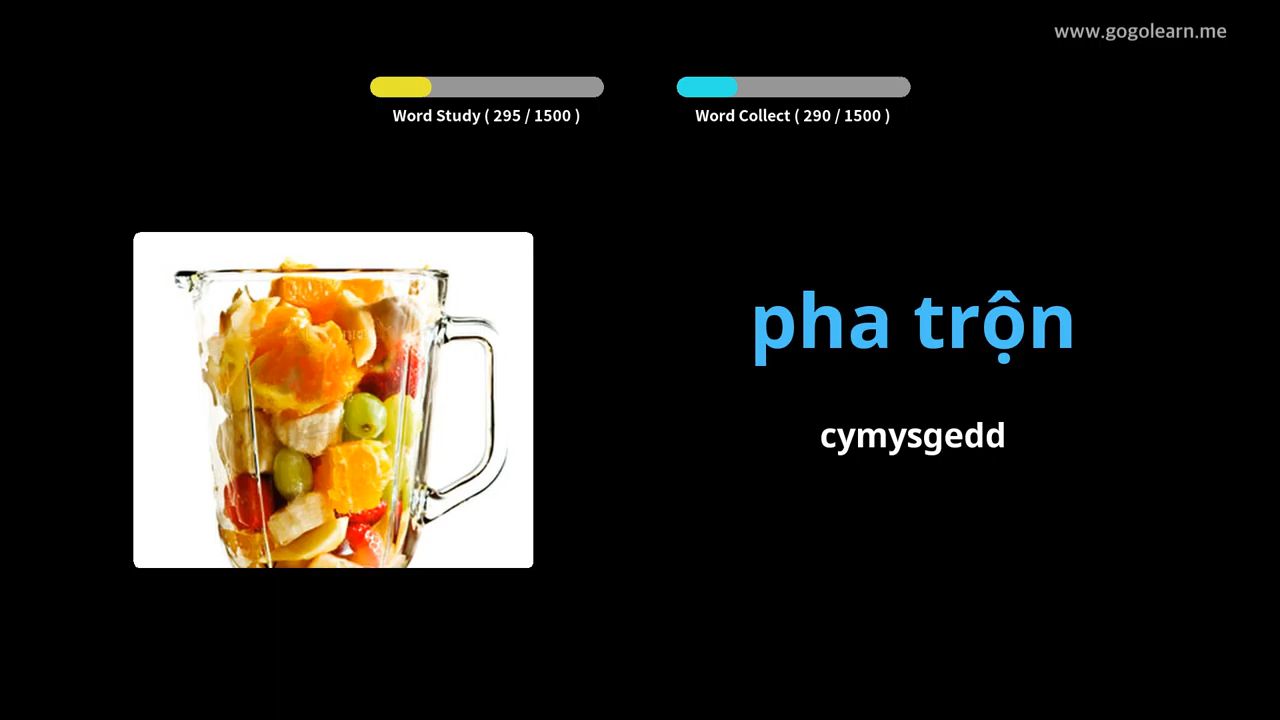 www.gogolearn.me
Word Study ( 295 / 1500 )
Word Collect ( 290 / 1500 )
pha trộn
cymysgedd